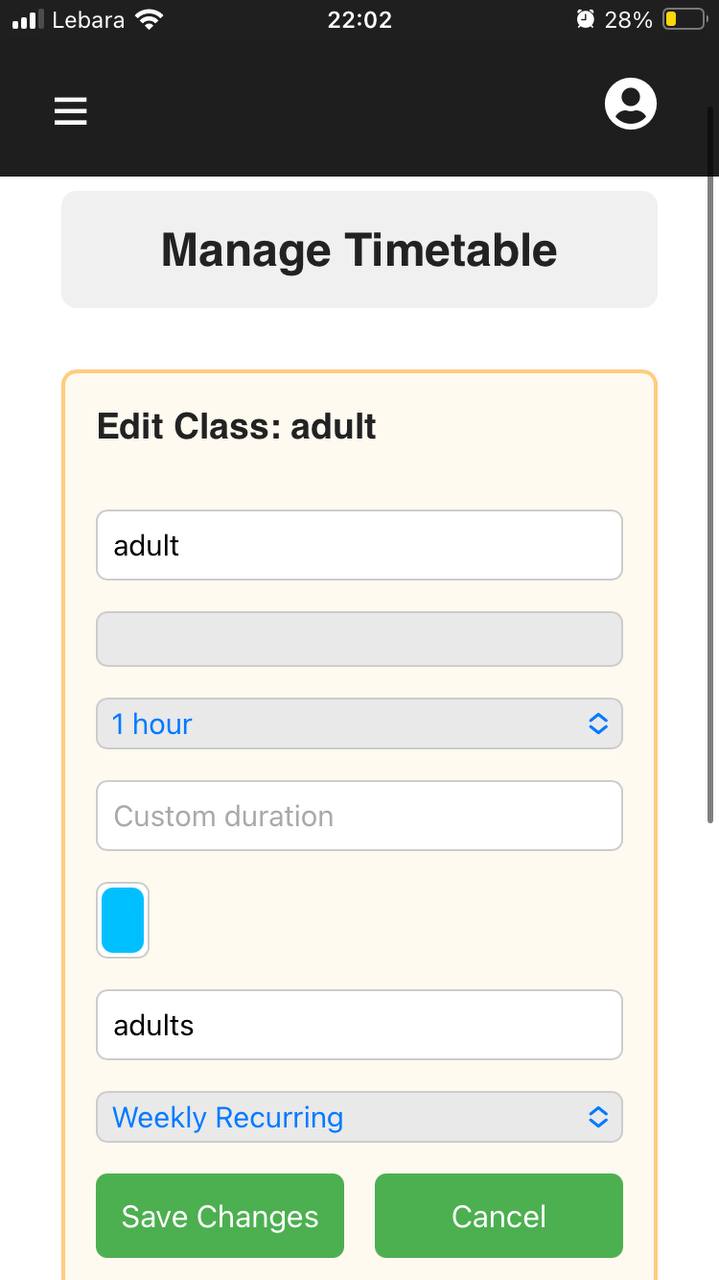 Lebara 22:02 28%
Manage Timetable
Edit Class: adult
adult
1 hour
Custom duration
adults
Weekly Recurring
Save Changes Cancel